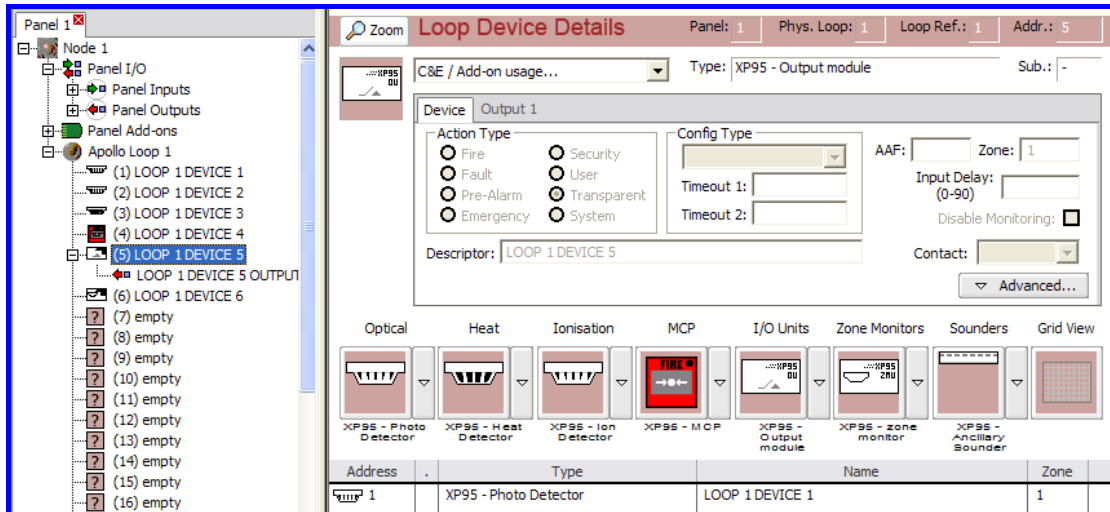 Panel 1
Node 1
Panel I/O
Panel Inputs
Panel Outputs
Panel Add-ons
Apollo Loop 1
(1) LOOP 1 DEVICE 1
(2) LOOP 1 DEVICE 2
(3) LOOP 1 DEVICE 3
(4) LOOP 1 DEVICE 4
(5) LOOP 1 DEVICE 5
LOOP 1 DEVICE 5 OUTPUT
(6) LOOP 1 DEVICE 6
(7) empty
(8) empty
(9) empty
(10) empty
(11) empty
(12) empty
(13) empty
(14) empty
(15) empty
(16) empty
Zoom Loop Device Details Panel: 1 Phys. Loop: 1 Loop Ref.: 1 Addr.: 5
XP95 OU
C&E / Add-on usage... Type: XP95 - Output module Sub.: -
Device Output 1
Action Type
Fire Security
Fault User
Pre-Alarm Transparent
Emergency System
Config Type
Timeout 1:
Timeout 2:
AAF: Zone: 1
Input Delay: (0-90)
Disable Monitoring:
Descriptor: LOOP 1 DEVICE 5 Contact:
Advanced...
Optical Heat Ionisation MCP I/O Units Zone Monitors Sounders Grid View
FIRE
XP95 OU
XP95 ZMU
XP95 - Photo Detector
XP95 - Heat Detector
XP95 - Ion Detector
XP95 - MCP
XP95 - Output module
XP95 - zone monitor
XP95 - Ancillary Sounder
Address . Type Name Zone
1 XP95 - Photo Detector LOOP 1 DEVICE 1 1